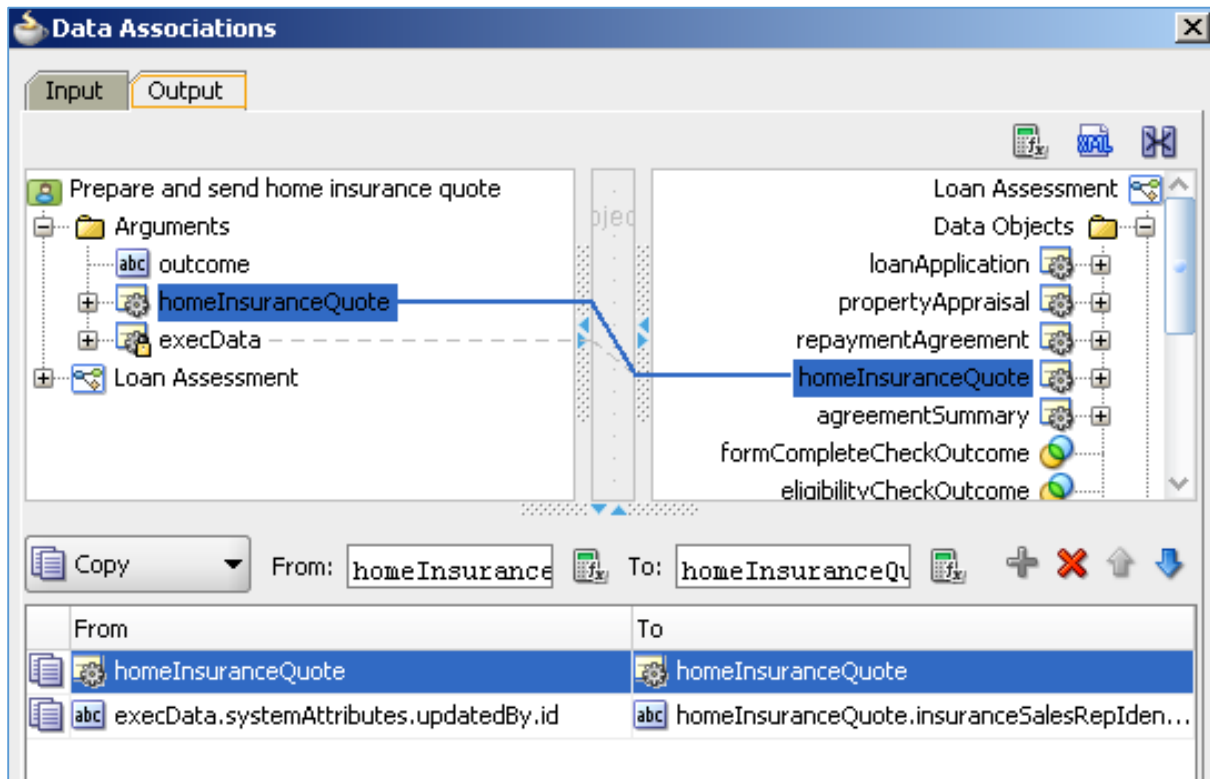 Data Associations
Input Output
Prepare and send home insurance quote
Arguments
outcome
homeInsuranceQuote
execData
Loan Assessment
Loan Assessment
Data Objects
loanApplication
propertyAppraisal
repaymentAgreement
homeInsuranceQuote
agreementSummary
formCompleteCheckOutcome
eligibilityCheckOutcome
Copy From: homeInsurance To: homeInsuranceQu
From To
homeInsuranceQuote homeInsuranceQuote
abc execData.systemAttributes.updatedBy.id abc homeInsuranceQuote.insuranceSalesRepIden...